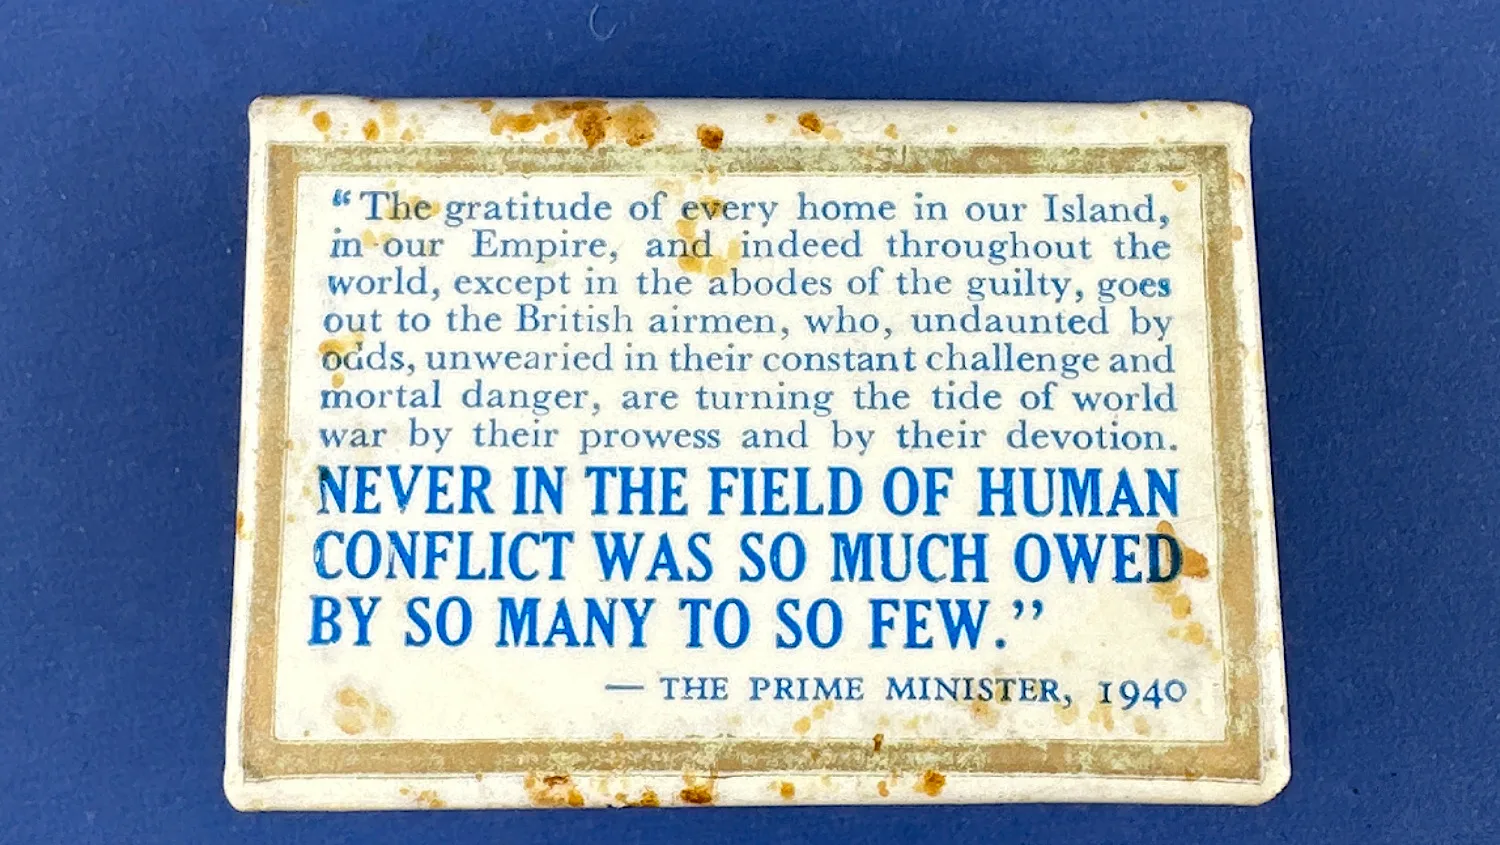 “The gratitude of every home in our Island,
in our Empire, and indeed throughout the
world, except in the abodes of the guilty, goes
out to the British airmen, who, undaunted by
odds, unwearied in their constant challenge and
mortal danger, are turning the tide of world
war by their prowess and by their devotion.
NEVER IN THE FIELD OF HUMAN
CONFLICT WAS SO MUCH OWED
BY SO MANY TO SO FEW.”
— THE PRIME MINISTER, 1940